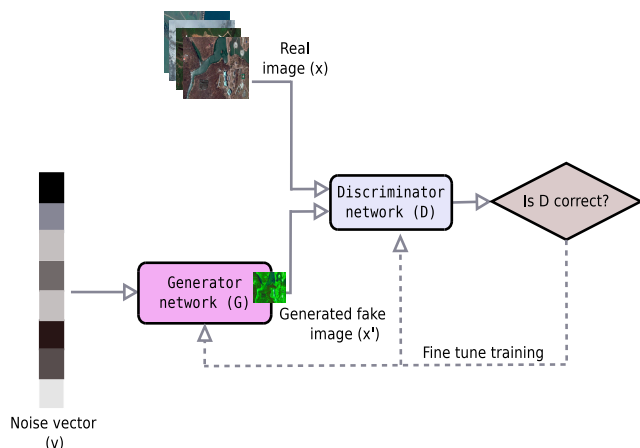 Real
image (x)
Discriminator
network (D)
Is D correct?
Generator
network (G)
Generated fake
image (x')
Fine tune training
Noise vector
(v)